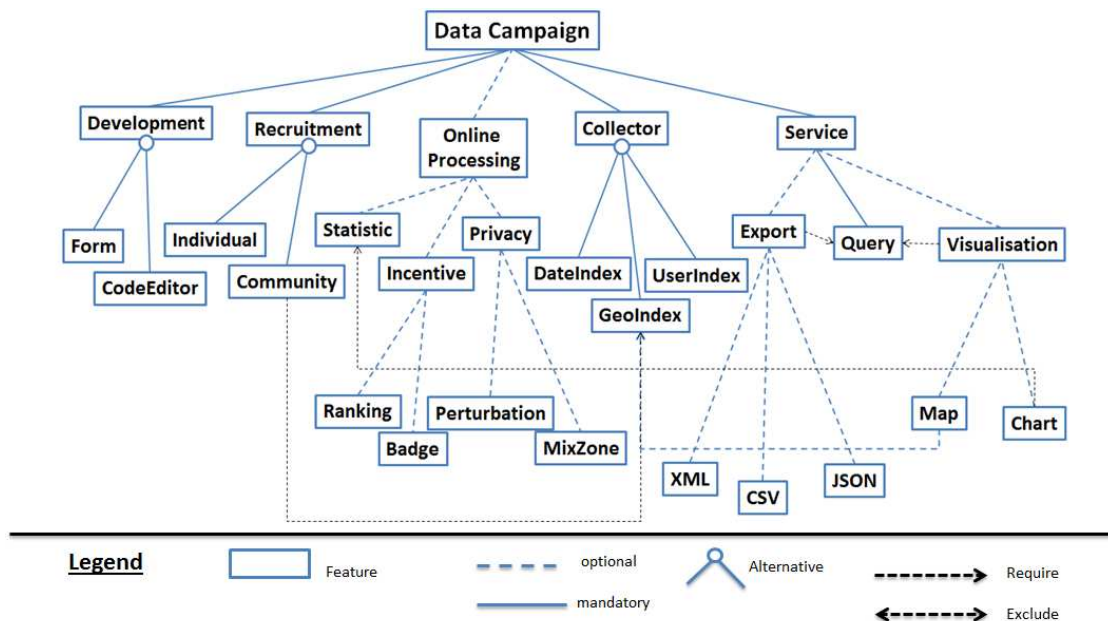 Data Campaign
Development
Recruitment
Online
Processing
Collector
Service
Form
CodeEditor
Individual
Community
Statistic
Incentive
Privacy
DateIndex
GeoIndex
UserIndex
Export
Query
Visualisation
Ranking
Badge
Perturbation
MixZone
XML
CSV
JSON
Map
Chart
Legend
Feature
optional
mandatory
Alternative
Require
Exclude